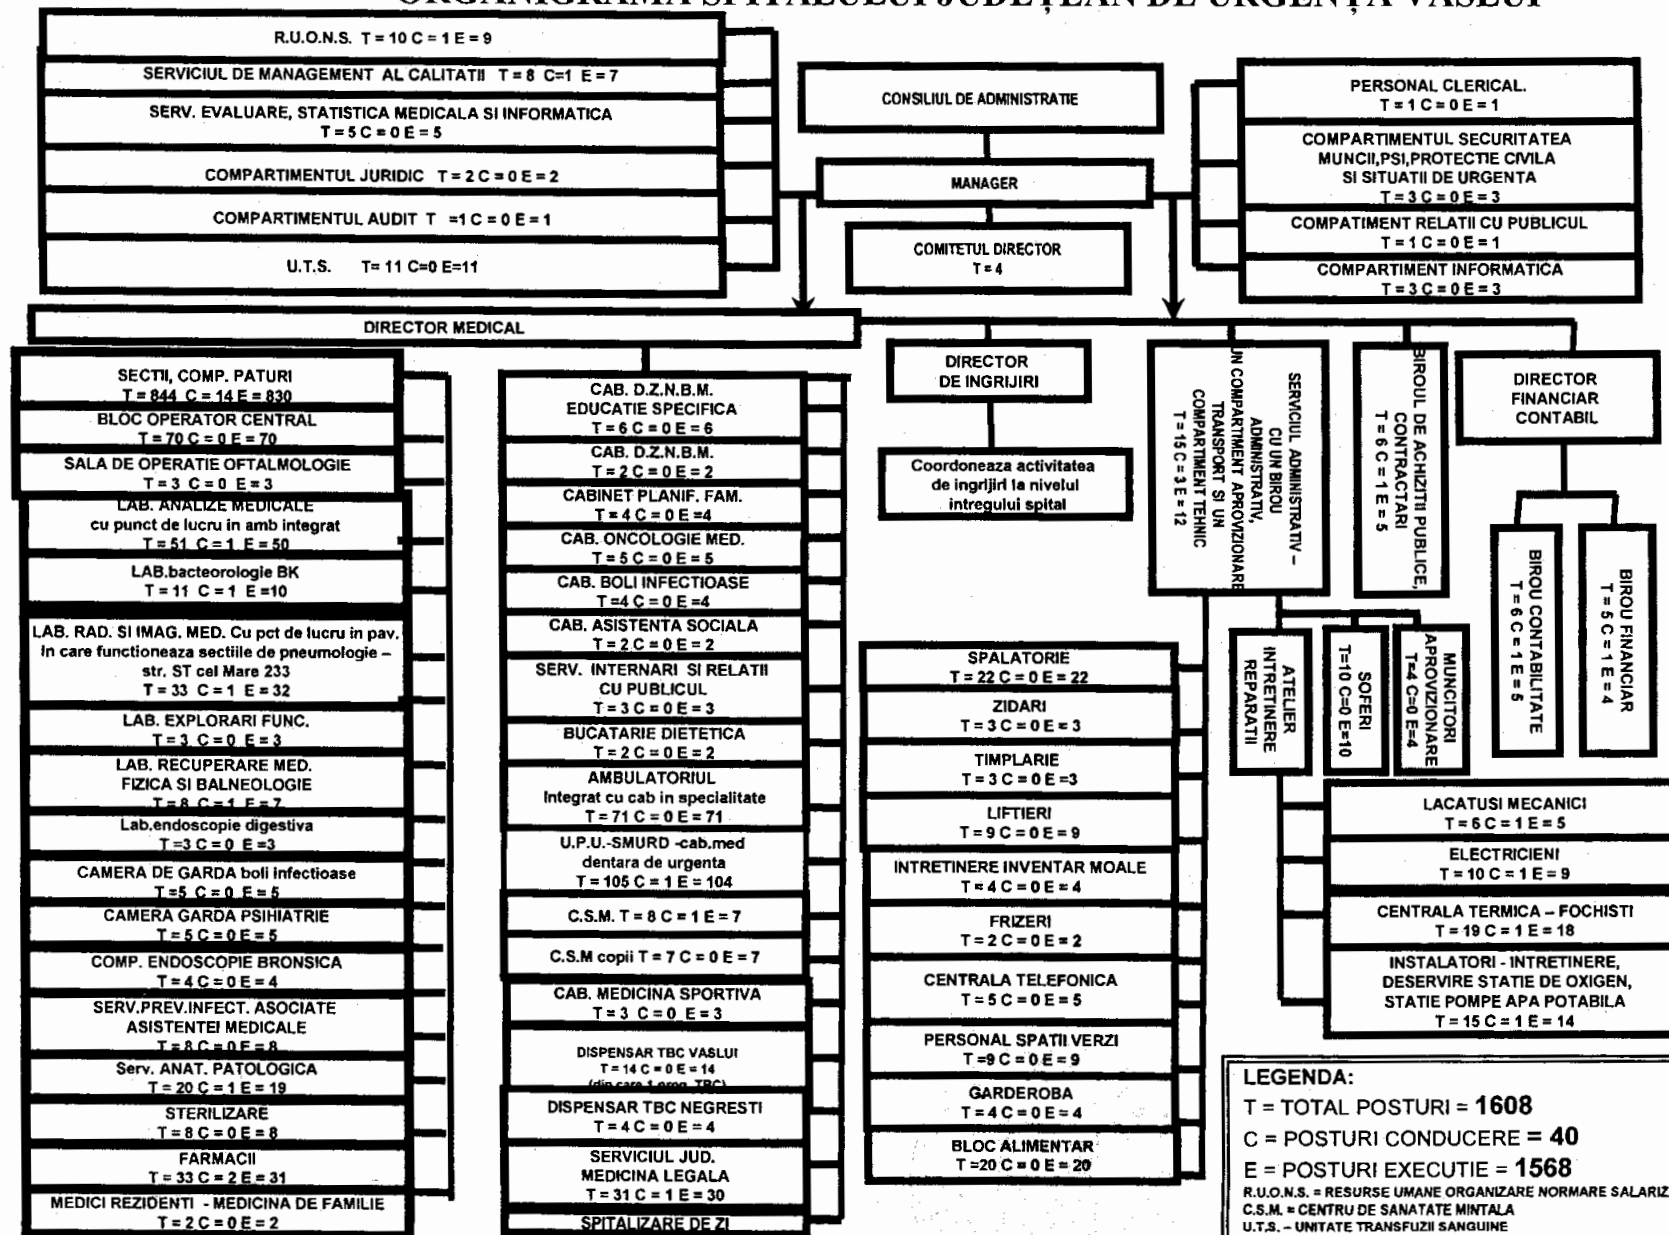 ORGANIGRAMA SPITALULUI JUDEȚEAN DE URGENȚĂ VASLUI
R.U.O.N.S. T = 10 C = 1 E = 9
SERVICIUL DE MANAGEMENT AL CALITATII T = 8 C=1 E = 7
SERV. EVALUARE, STATISTICA MEDICALA SI INFORMATICA
T = 5 C = 0 E = 5
COMPARTIMENTUL JURIDIC T = 2 C = 0 E = 2
COMPARTIMENTUL AUDIT T =1 C = 0 E = 1
U.T.S. T= 11 C=0 E=11
CONSILIUL DE ADMINISTRATIE
MANAGER
COMITETUL DIRECTOR
T = 4
PERSONAL CLERICAL.
T = 1 C = 0 E = 1
COMPARTIMENTUL SECURITATEA
MUNCII,PSI,PROTECTIE CIVILA
SI SITUATII DE URGENTA
T = 3 C = 0 E = 3
COMPATIMENT RELATII CU PUBLICUL
T = 1 C = 0 E = 1
COMPARTIMENT INFORMATICA
T = 3 C = 0 E = 3
DIRECTOR MEDICAL
SECTII, COMP. PATURI
T = 844 C = 14 E = 830
BLOC OPERATOR CENTRAL
T = 70 C = 0 E = 70
SALA DE OPERATIE OFTALMOLOGIE
T = 3 C = 0 E = 3
LAB. ANALIZE MEDICALE
cu punct de lucru in amb integrat
T = 51 C = 1 E = 50
LAB.bacteorologie BK
T = 11 C = 1 E =10
LAB. RAD. SI IMAG. MED. Cu pct de lucru in pav.
In care functioneaza sectiile de pneumologie –
str. ST cel Mare 233
T = 33 C = 1 E = 32
LAB. EXPLORARI FUNC.
T = 3 C = 0 E = 3
LAB. RECUPERARE MED.
FIZICA SI BALNEOLOGIE
T = 8 C = 1 E = 7
Lab.endoscopie digestiva
T =3 C = 0 E =3
CAMERA DE GARDA boli infectioase
T =5 C = 0 E = 5
CAMERA GARDA PSIHIATRIE
T = 5 C = 0 E = 5
COMP. ENDOSCOPIE BRONSICA
T = 4 C = 0 E = 4
SERV.PREV.INFECT. ASOCIATE
ASISTENTEI MEDICALE
T = 8 C = 0 E = 8
Serv. ANAT. PATOLOGICA
T = 20 C = 1 E = 19
STERILIZARE
T = 8 C = 0 E = 8
FARMACII
T = 33 C = 2 E = 31
MEDICI REZIDENTI - MEDICINA DE FAMILIE
T = 2 C = 0 E = 2
CAB. D.Z.N.B.M.
EDUCATIE SPECIFICA
T = 6 C = 0 E = 6
CAB. D.Z.N.B.M.
T = 2 C = 0 E = 2
CABINET PLANIF. FAM.
T = 4 C = 0 E =4
CAB. ONCOLOGIE MED.
T = 5 C = 0 E = 5
CAB. BOLI INFECTIOASE
T =4 C = 0 E =4
CAB. ASISTENTA SOCIALA
T = 2 C = 0 E = 2
SERV. INTERNARI SI RELATII
CU PUBLICUL
T = 3 C = 0 E = 3
BUCATARIE DIETETICA
T = 2 C = 0 E = 2
AMBULATORIUL
Integrat cu cab in specialitate
T = 71 C = 0 E = 71
U.P.U.-SMURD -cab.med
dentara de urgenta
T = 105 C = 1 E = 104
C.S.M. T = 8 C = 1 E = 7
C.S.M copii T = 7 C = 0 E = 7
CAB. MEDICINA SPORTIVA
T = 3 C = 0 E = 3
DISPENSAR TBC VASLUI
T = 14 C = 0 E = 14
(din care 1 prog. TBC)
DISPENSAR TBC NEGRESTI
T = 4 C = 0 E = 4
SERVICIUL JUD.
MEDICINA LEGALA
T = 31 C = 1 E = 30
SPITALIZARE DE ZI
DIRECTOR
DE INGRIJIRI
Coordoneaza activitatea
de ingrijiri la nivelul
intregului spital
SERVICIUL ADMINISTRATIV –
CU UN BIROU
ADMINISTRATIV,
UN COMPARTIMENT APROVIZIONARE
TRANSPORT SI UN
COMPARTIMENT TEHNIC
T = 15 C = 3 E = 12
BIROUL DE ACHIZITII PUBLICE,
CONTRACTARI
T = 6 C = 1 E = 5
DIRECTOR
FINANCIAR
CONTABIL
BIROU CONTABILITATE
T = 6 C = 1 E = 5
BIROU FINANCIAR
T = 5 C = 1 E = 4
ATELIER
INTRETINERE
REPARATII
SOFERI
T=10 C=0 E=10
MUNCITORI
APROVIZIONARE
T=4 C=0 E=4
SPALATORIE
T = 22 C = 0 E = 22
ZIDARI
T = 3 C = 0 E = 3
TIMPLARIE
T = 3 C = 0 E =3
LIFTIERI
T = 9 C = 0 E = 9
INTRETINERE INVENTAR MOALE
T = 4 C = 0 E = 4
FRIZERI
T = 2 C = 0 E = 2
CENTRALA TELEFONICA
T = 5 C = 0 E = 5
PERSONAL SPATII VERZI
T =9 C = 0 E = 9
GARDEROBA
T = 4 C = 0 E = 4
BLOC ALIMENTAR
T =20 C = 0 E = 20
LACATUSI MECANICI
T = 6 C = 1 E = 5
ELECTRICIENI
T = 10 C = 1 E = 9
CENTRALA TERMICA – FOCHISTI
T = 19 C = 1 E = 18
INSTALATORI - INTRETINERE,
DESERVIRE STATIE DE OXIGEN,
STATIE POMPE APA POTABILA
T = 15 C = 1 E = 14
LEGENDA:
T = TOTAL POSTURI = 1608
C = POSTURI CONDUCERE = 40
E = POSTURI EXECUTIE = 1568
R.U.O.N.S. = RESURSE UMANE ORGANIZARE NORMARE SALARIZ
C.S.M. = CENTRU DE SANATATE MINTALA
U.T.S. – UNITATE TRANSFUZII SANGUINE